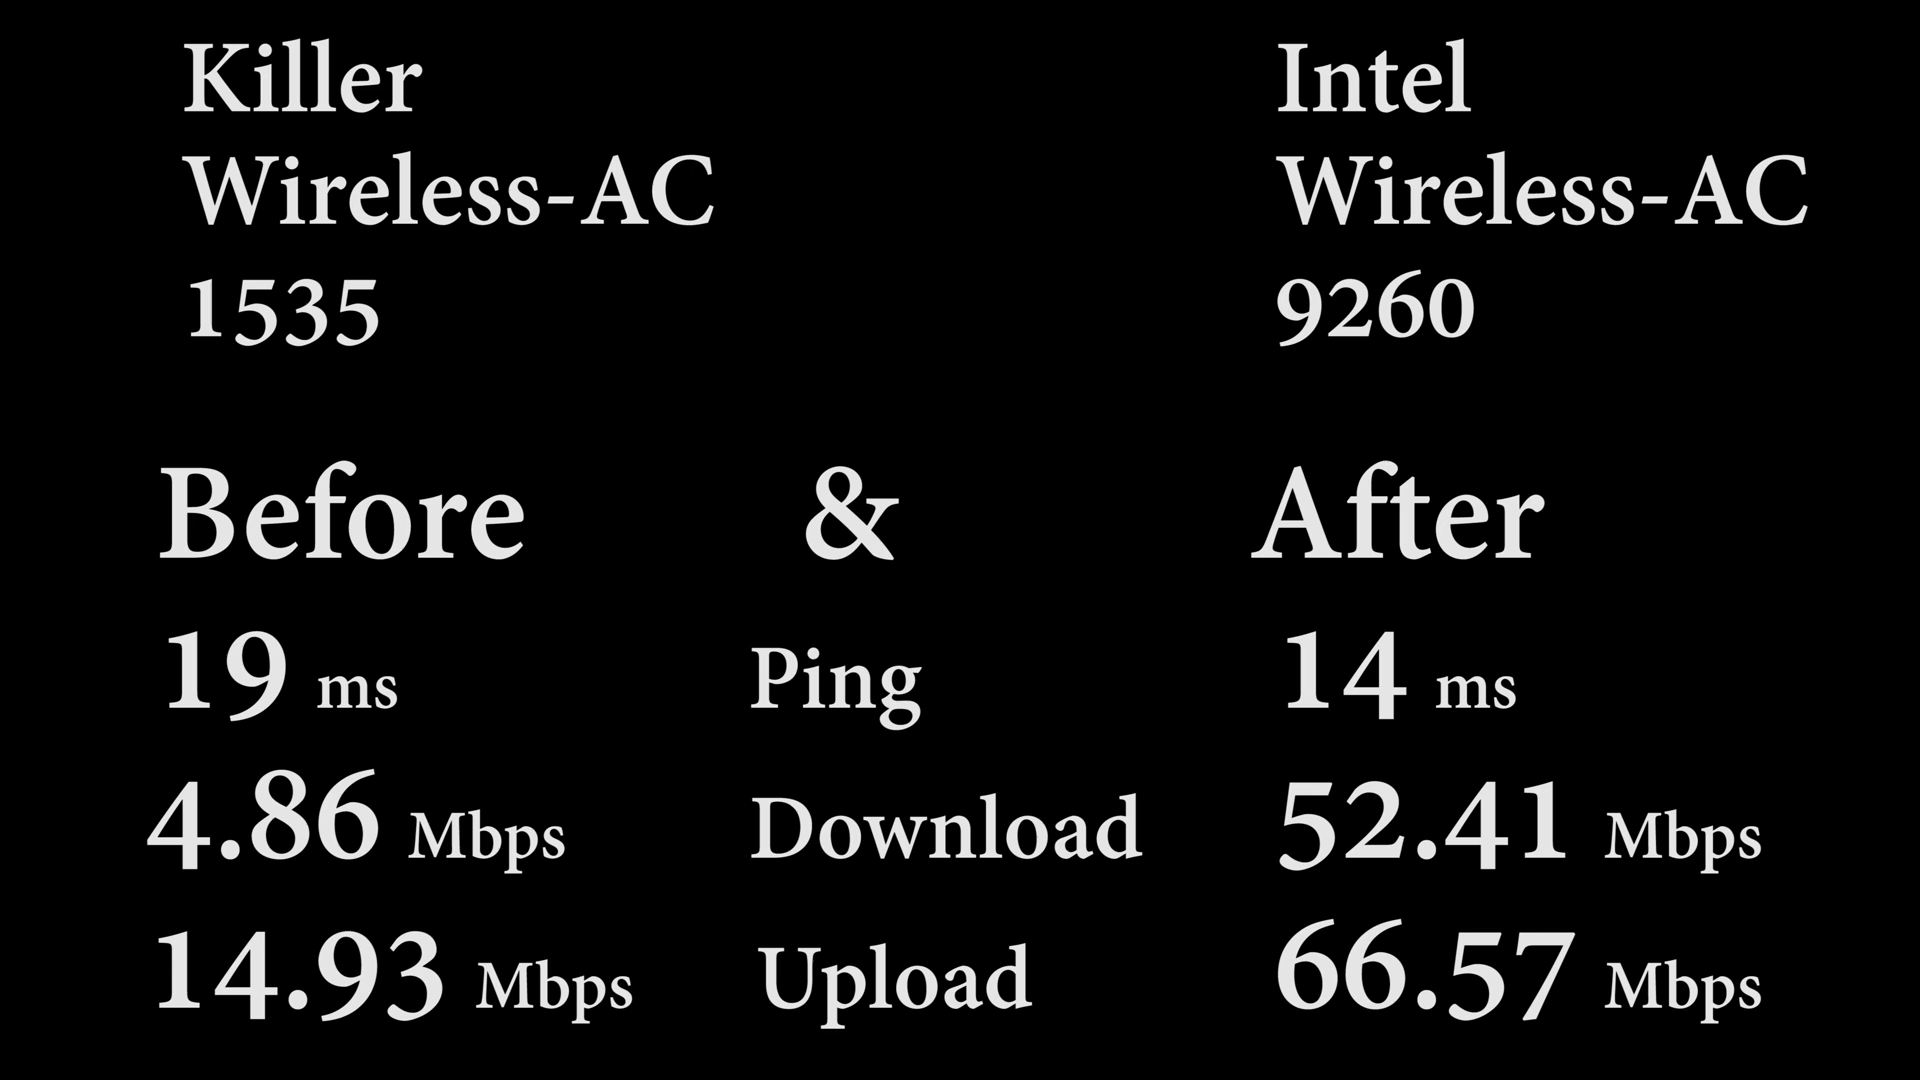 Killer
Wireless-AC
1535
Intel
Wireless-AC
9260
Before & After
19 ms Ping 14 ms
4.86 Mbps Download 52.41 Mbps
14.93 Mbps Upload 66.57 Mbps